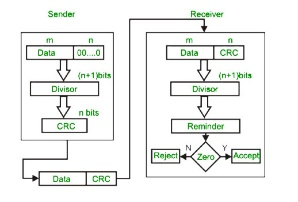 Sender
m n
Data 00....0
(n+1)bits
Divisor
n bits
CRC
Data CRC
Receiver
m n
Data CRC
(n+1)bits
Divisor
Reminder
N Y
Reject Zero Accept